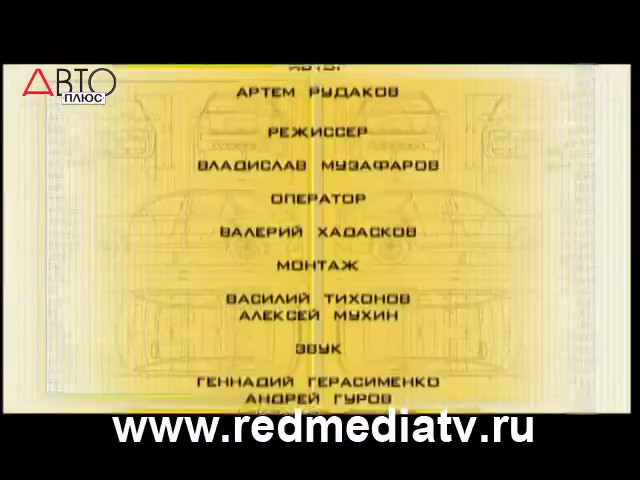 АВТО
ПЛЮС
АВТОР
АРТЕМ РУДАКОВ
РЕЖИССЕР
ВЛАДИСЛАВ МУЗАФАРОВ
ОПЕРАТОР
ВАЛЕРИЙ ХАДАСКОВ
МОНТАЖ
ВАСИЛИЙ ТИХОНОВ
АЛЕКСЕЙ МУХИН
ЗВУК
ГЕННАДИЙ ГЕРАСИМЕНКО
АНДРЕЙ ГУРОВ
www.redmediatv.ru